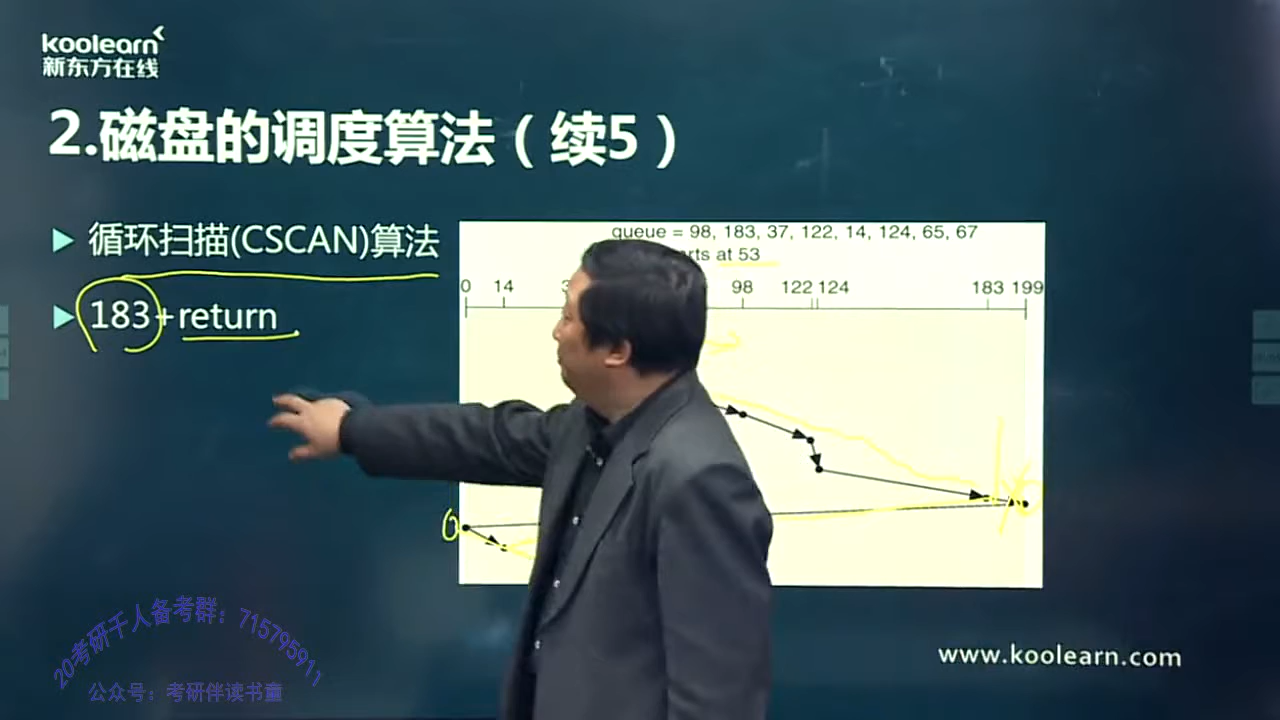 koolearn
新东方在线
2.磁盘的调度算法（续5）
循环扫描(CSCAN)算法
183+return
queue = 98, 183, 37, 122, 14, 124, 65, 67
at 53
0 14 98 122 124 183 199
0
www.koolearn.com
20考研千人备考群：715795911
公众号：考研伴读书童